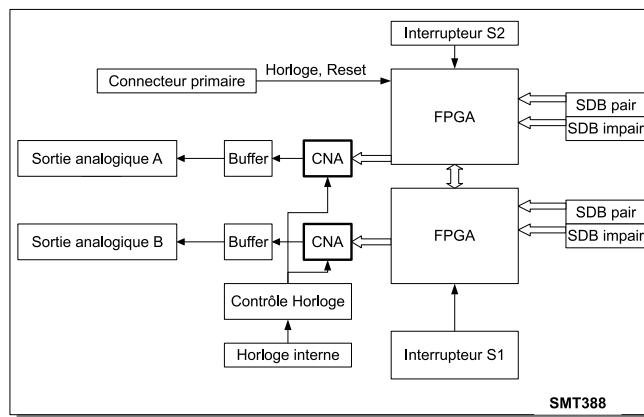 Interrupteur S2
Horloge, Reset
Connecteur primaire
FPGA
SDB pair
SDB impair
Sortie analogique A
Buffer
CNA
SDB pair
SDB impair
Sortie analogique B
Buffer
CNA
FPGA
Contrôle Horloge
Horloge interne
Interrupteur S1
SMT388